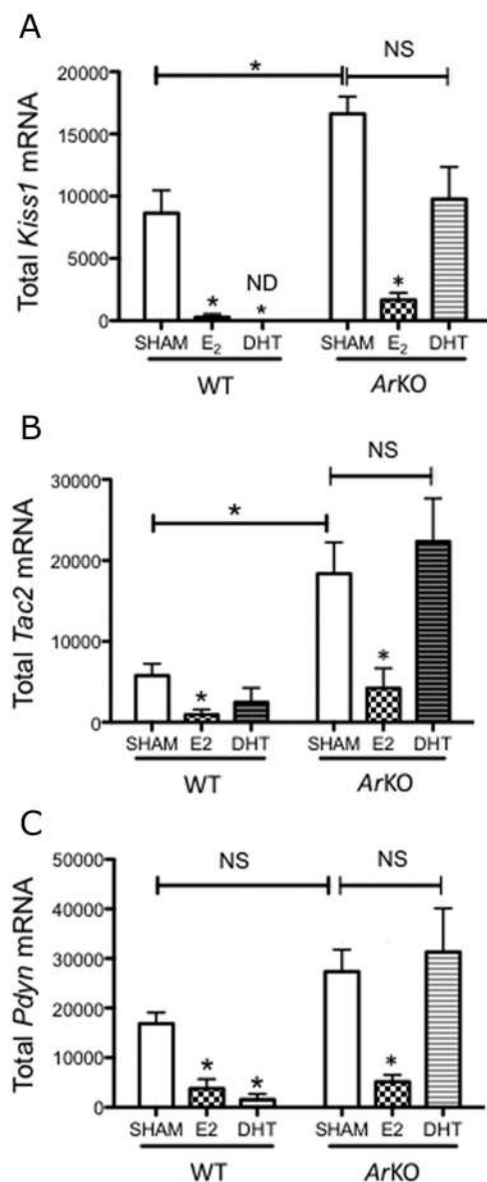 A
* NS
Total Kiss1 mRNA
20000
15000
10000
5000
0
* ND * *
SHAM E₂ DHT SHAM E₂ DHT
WT ArKO
B
NS
*
Total Tac2 mRNA
30000
20000
10000
0
* *
SHAM E2 DHT SHAM E2 DHT
WT ArKO
C
NS NS
Total Pdyn mRNA
50000
40000
30000
20000
10000
0
* * *
SHAM E2 DHT SHAM E2 DHT
WT ArKO